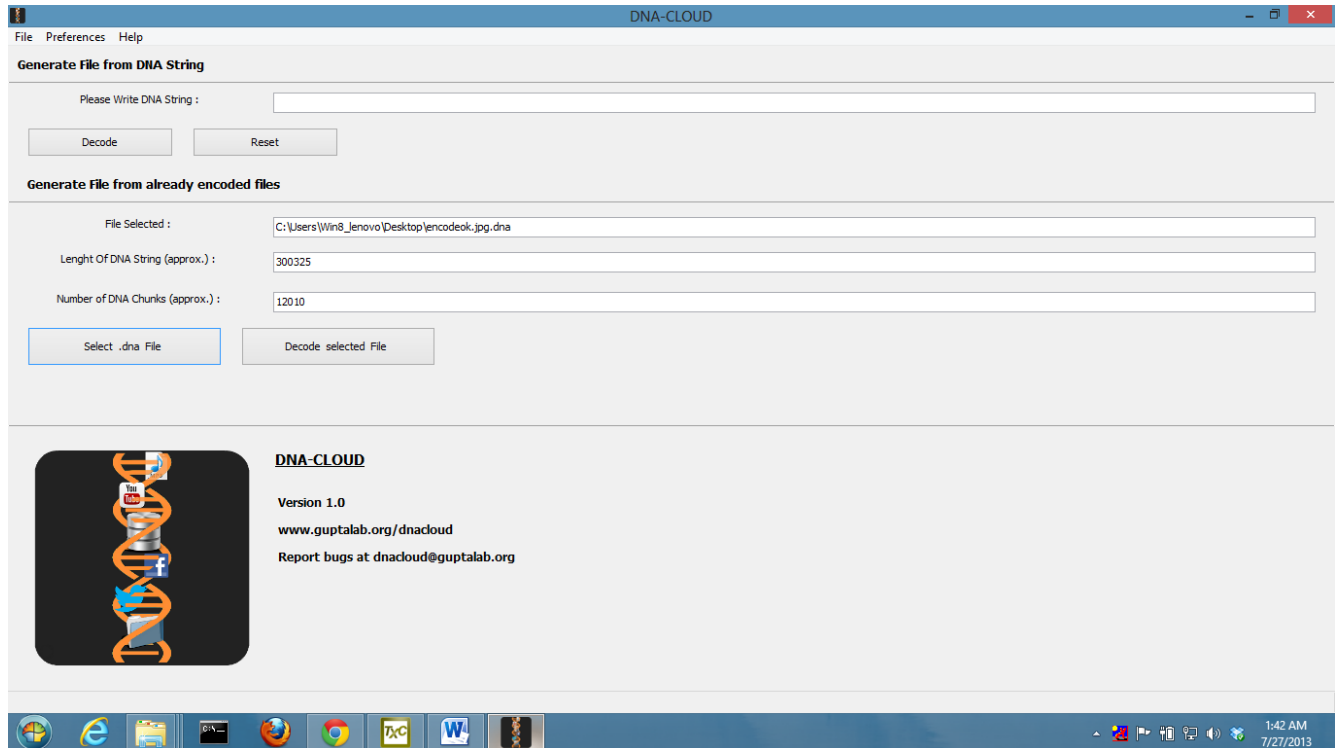 DNA-CLOUD
File Preferences Help
Generate File from DNA String
Please Write DNA String :
Decode Reset
Generate File from already encoded files
File Selected : C:\Users\Win8_lenovo\Desktop\encodeok.jpg.dna
Lenght Of DNA String (approx.) : 300325
Number of DNA Chunks (approx.) : 12010
Select .dna File Decode selected File
DNA-CLOUD
You
Tube
Version 1.0
www.guptalab.org/dnacloud
f
Report bugs at dnacloud@guptalab.org
C:\_
TXC
W
1:42 AM
7/27/2013